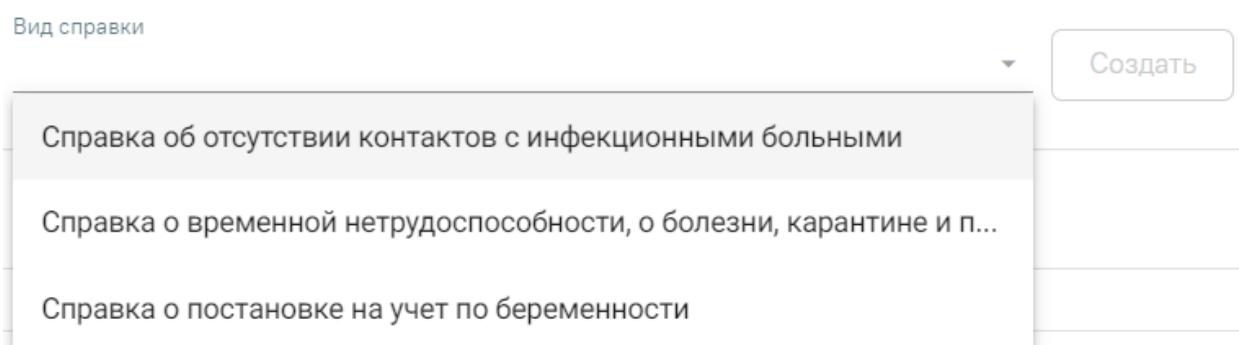 Вид справки
Создать
Справка об отсутствии контактов с инфекционными больными
Справка о временной нетрудоспособности, о болезни, карантине и п...
Справка о постановке на учет по беременности